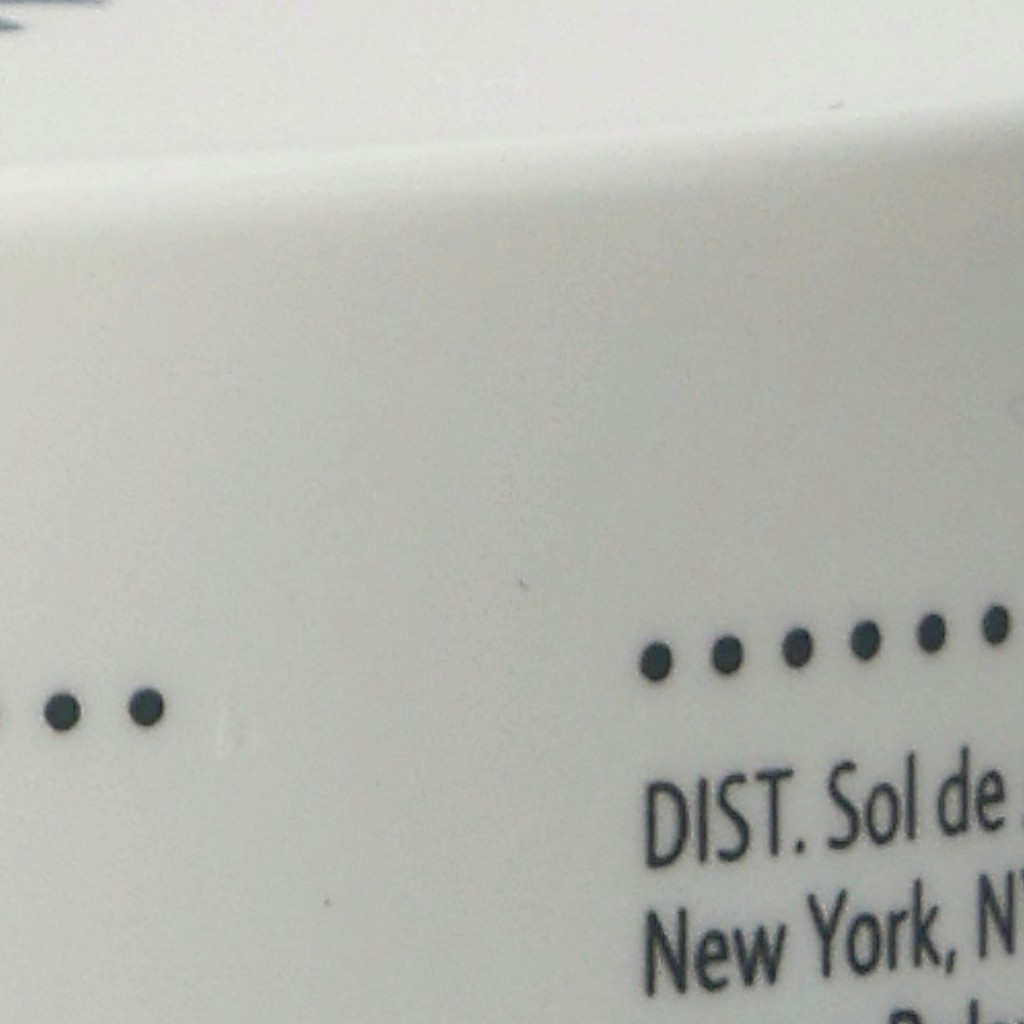 DIST. Sol de
New York,